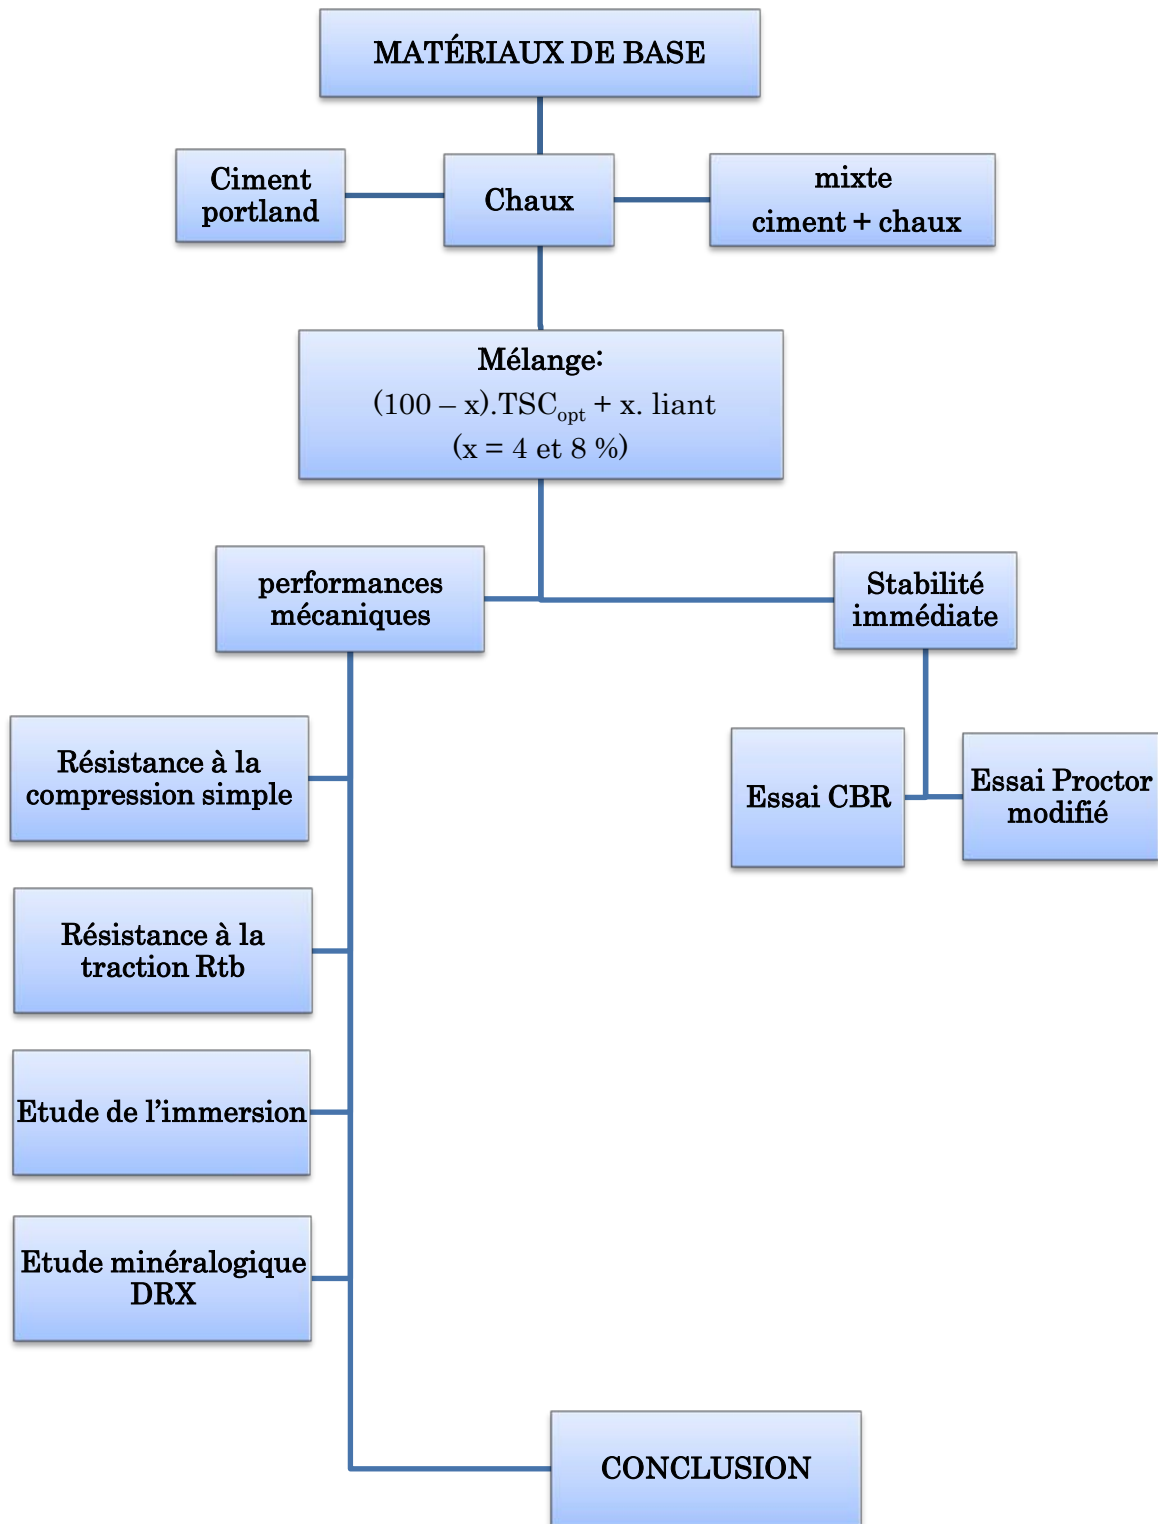 MATÉRIAUX DE BASE
Ciment
portland
Chaux
mixte
ciment + chaux
Mélange:
(100 – x).TSCopt + x. liant
(x = 4 et 8 %)
performances
mécaniques
Stabilité
immédiate
Résistance à la
compression simple
Essai CBR
Essai Proctor
modifié
Résistance à la
traction Rtb
Etude de l’immersion
Etude minéralogique
DRX
CONCLUSION